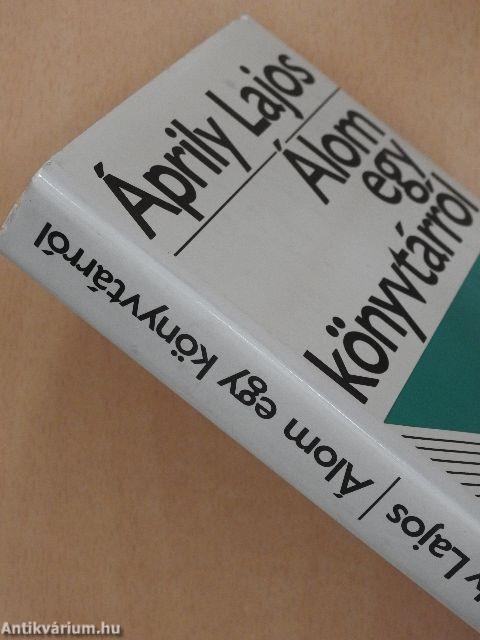 Áprily Lajos
Álom
egy
könyvtárról
Lajos | Álom egy könyvtárról
Antikvárium.hu